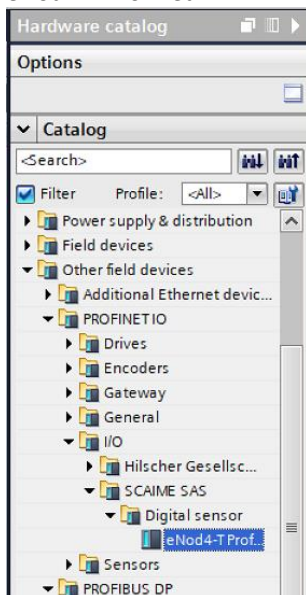 Hardware catalog
Options
Catalog
<Search>
Filter Profile: <All>
Power supply & distribution
Field devices
Other field devices
Additional Ethernet devic...
PROFINET IO
Drives
Encoders
Gateway
General
I/O
Hilscher Gesellsc...
SCAIME SAS
Digital sensor
eNod4-T Prof...
Sensors
PROFIBUS DP